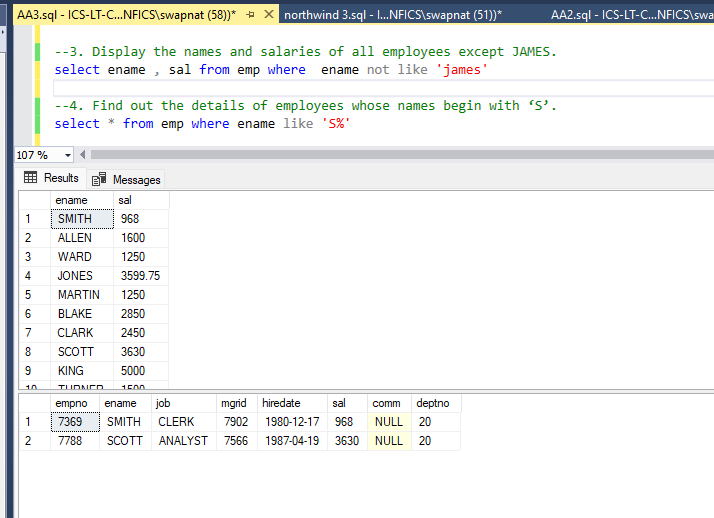 AA3.sql - ICS-LT-C...NFICS\swapnat (58))* northwind 3.sql - I...NFICS\swapnat (51))* AA2.sql - ICS-LT-C...NFICS\swa
--3. Display the names and salaries of all employees except JAMES.
select ename , sal from emp where  ename not like 'james'
--4. Find out the details of employees whose names begin with ‘S’.
select * from emp where ename like 'S%'
107 %
Results Messages
ename sal
1 SMITH 968
2 ALLEN 1600
3 WARD 1250
4 JONES 3599.75
5 MARTIN 1250
6 BLAKE 2850
7 CLARK 2450
8 SCOTT 3630
9 KING 5000
10 TURNER 1500
empno ename job mgrid hiredate sal comm deptno
1 7369 SMITH CLERK 7902 1980-12-17 968 NULL 20
2 7788 SCOTT ANALYST 7566 1987-04-19 3630 NULL 20